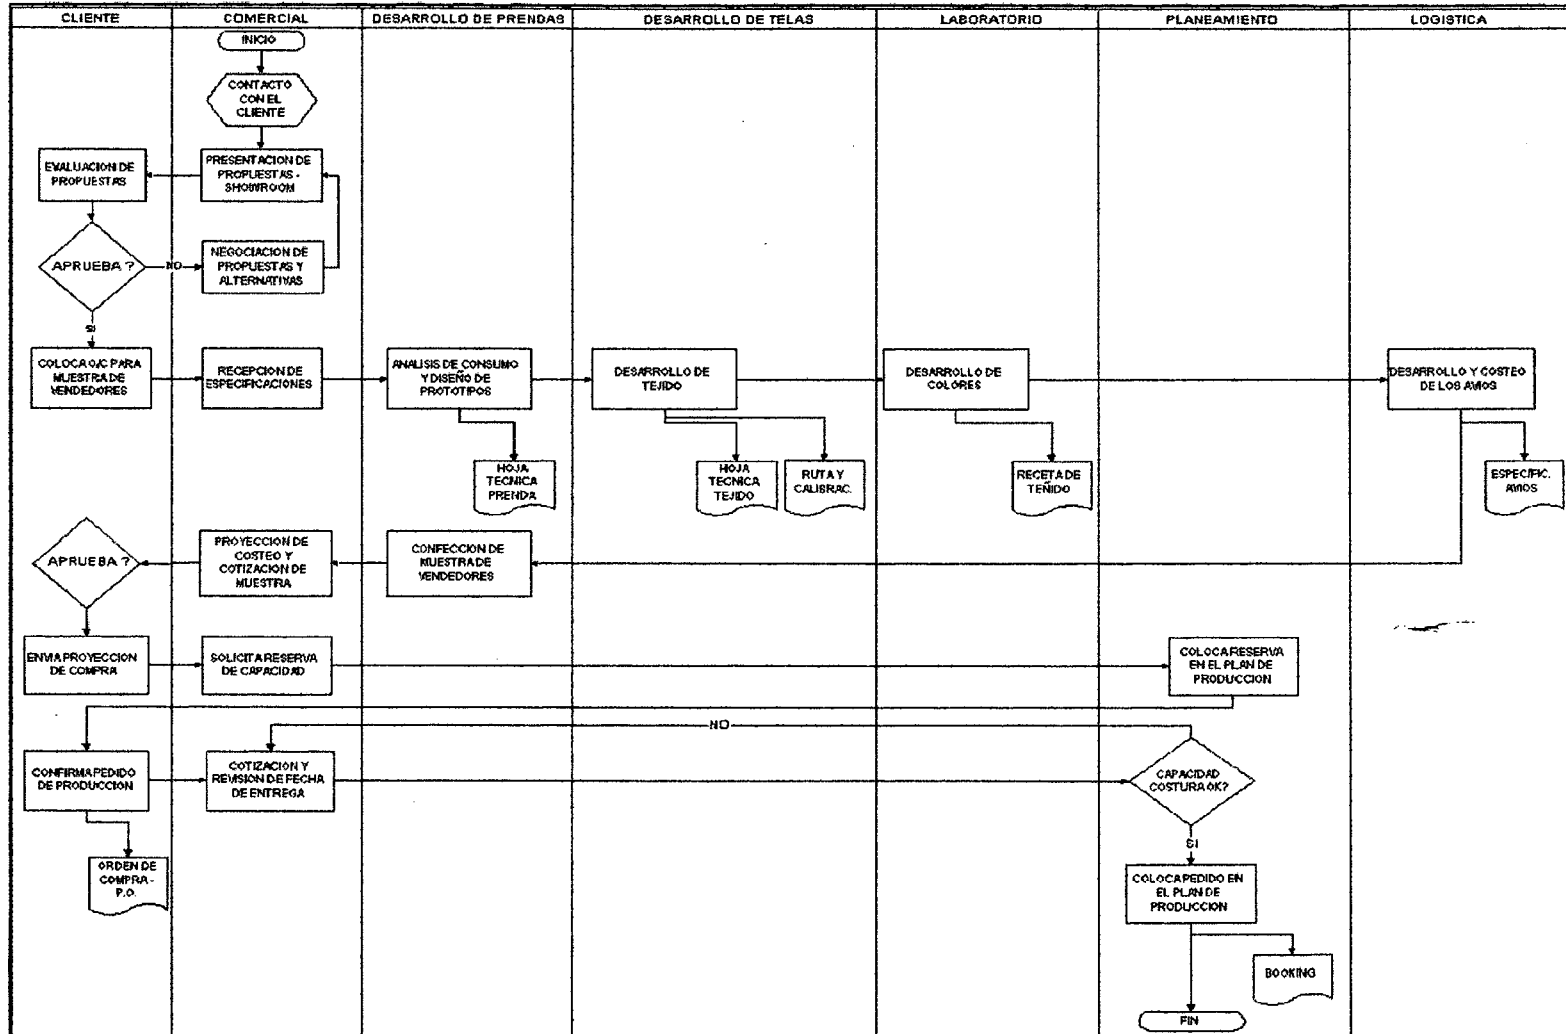 CLIENTE
COMERCIAL
DESARROLLO DE PRENDAS
DESARROLLO DE TELAS
LABORATORIO
PLANEAMIENTO
LOGISTICA
INICIO
CONTACTO
CON EL
CLIENTE
EVALUACION DE
PROPUESTAS
PRESENTACION DE
PROPUESTAS -
SHOWROOM
APRUEBA ?
NO
NEGOCIACION DE
PROPUESTAS Y
ALTERNATIVAS
SI
COLOCA O/C PARA
MUESTRA DE
VENDEDORES
RECEPCION DE
ESPECIFICACIONES
ANALISIS DE CONSUMO
Y DISEÑO DE
PROTOTIPOS
DESARROLLO DE
TEJIDO
DESARROLLO DE
COLORES
DESARROLLO Y COSTEO
DE LOS AVIOS
HOJA
TECNICA
PRENDA
HOJA
TECNICA
TEJIDO
RUTA Y
CALIBRAC.
RECETA DE
TEÑIDO
ESPECIFIC.
AVIOS
APRUEBA ?
PROYECCION DE
COSTEO Y
COTIZACION DE
MUESTRA
CONFECCION DE
MUESTRA DE
VENDEDORES
ENVIA PROYECCION
DE COMPRA
SOLICITA RESERVA
DE CAPACIDAD
COLOCA RESERVA
EN EL PLAN DE
PRODUCCION
NO
CONFIRMA PEDIDO
DE PRODUCCION
COTIZACION Y
REVISION DE FECHA
DE ENTREGA
CAPACIDAD
COSTURA OK?
SI
ORDEN DE
COMPRA -
P.O.
COLOCA PEDIDO EN
EL PLAN DE
PRODUCCION
BOOKING
FIN